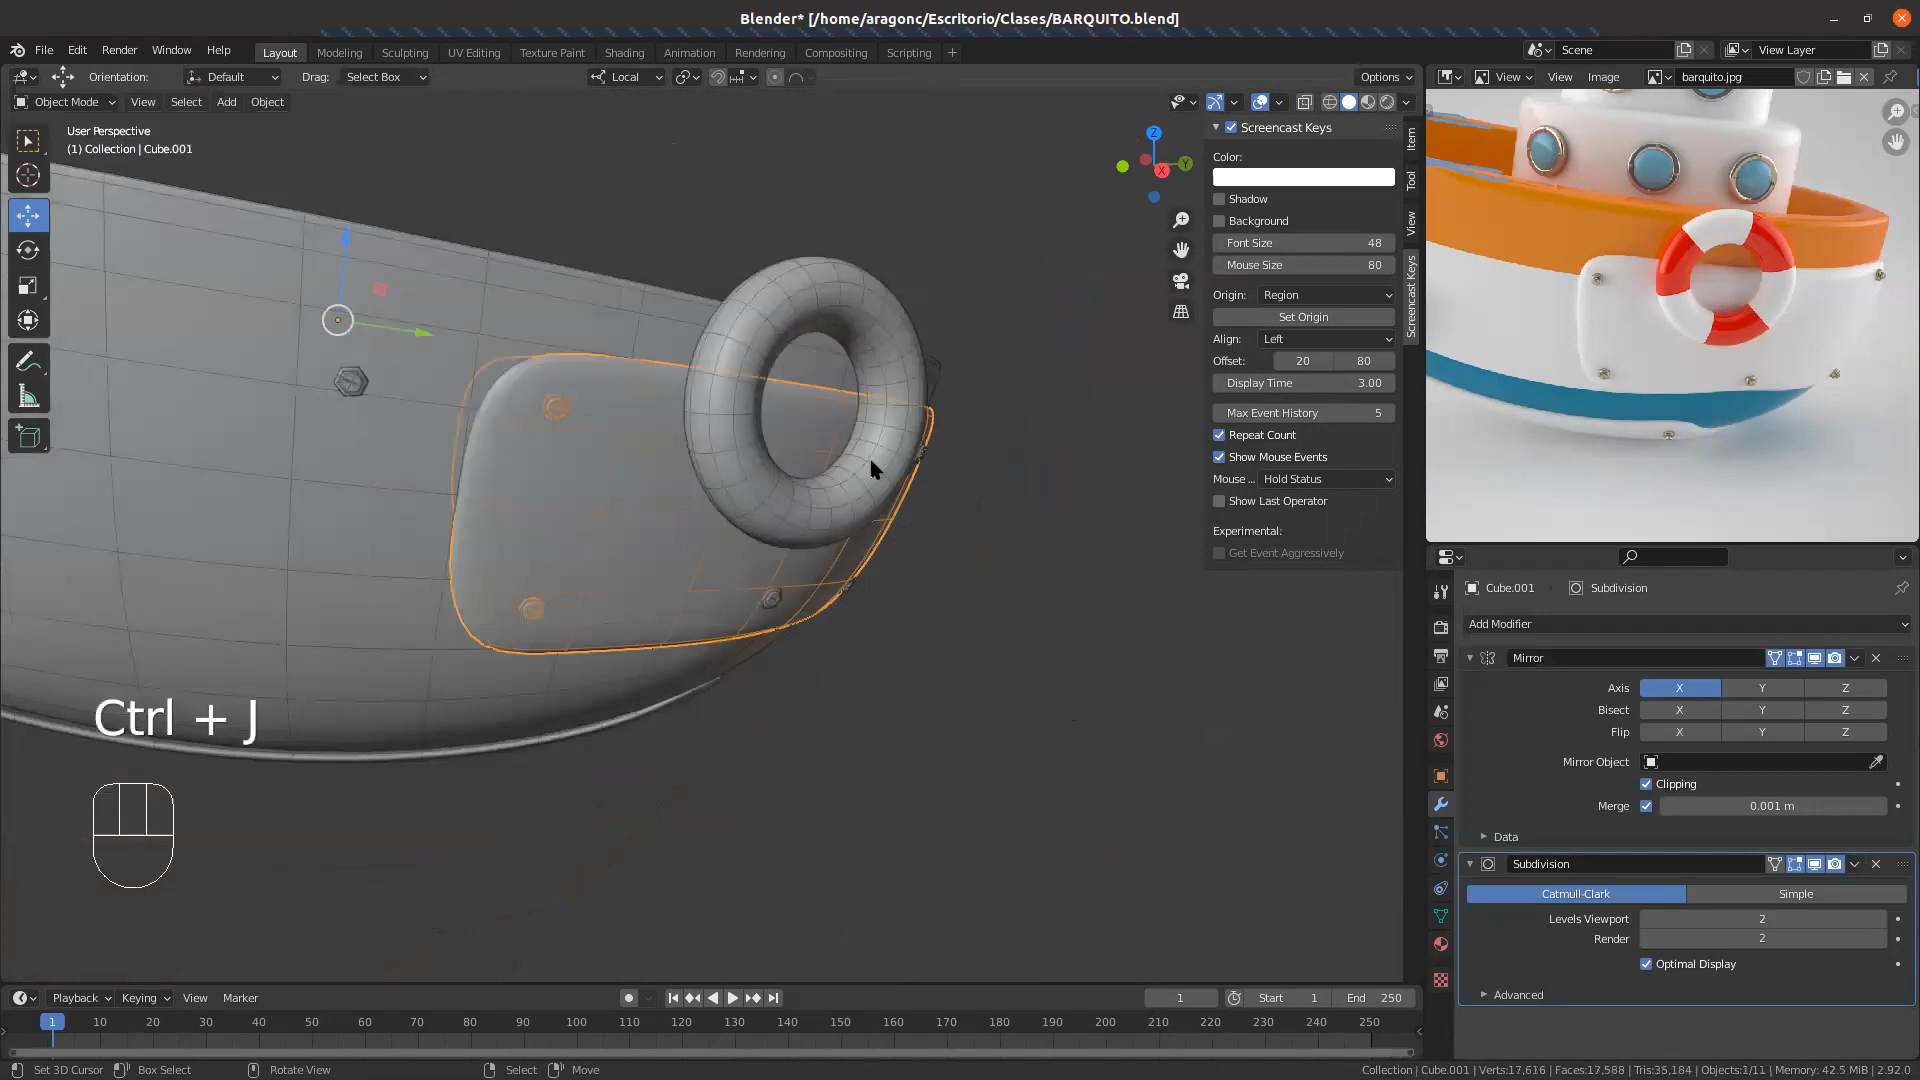 Blender* [/home/aragonc/Escritorio/Clases/BARQUITO.blend]
File Edit Render Window Help
Layout Modeling Sculpting UV Editing Texture Paint Shading Animation Rendering Compositing Scripting +
Scene
View Layer
Orientation: Default Drag: Select Box
Local
Options
View View Image barquito.jpg
Object Mode View Select Add Object
User Perspective
(1) Collection | Cube.001
Z
Y
X
Screencast Keys
Color:
Shadow
Background
Font Size 48
Mouse Size 80
Origin: Region
Set Origin
Align: Left
Offset: 20 80
Display Time 3.00
Max Event History 5
Repeat Count
Show Mouse Events
Mouse ... Hold Status
Show Last Operator
Experimental:
Get Event Aggressively
Item
Tool
View
Screencast Keys
Cube.001 Subdivision
Add Modifier
Mirror
Axis X Y Z
Bisect X Y Z
Flip X Y Z
Mirror Object
Clipping
Merge 0.001 m
Data
Subdivision
Catmull-Clark Simple
Levels Viewport 2
Render 2
Optimal Display
Advanced
Ctrl + J
Playback Keying View Marker
1 Start 1 End 250
1 10 20 30 40 50 60 70 80 90 100 110 120 130 140 150 160 170 180 190 200 210 220 230 240 250
Set 3D Cursor Box Select Rotate View Select Move
Collection | Cube.001 | Verts:17,616 | Faces:17,588 | Tris:35,184 | Objects:1/11 | Memory: 42.5 MiB | 2.92.0